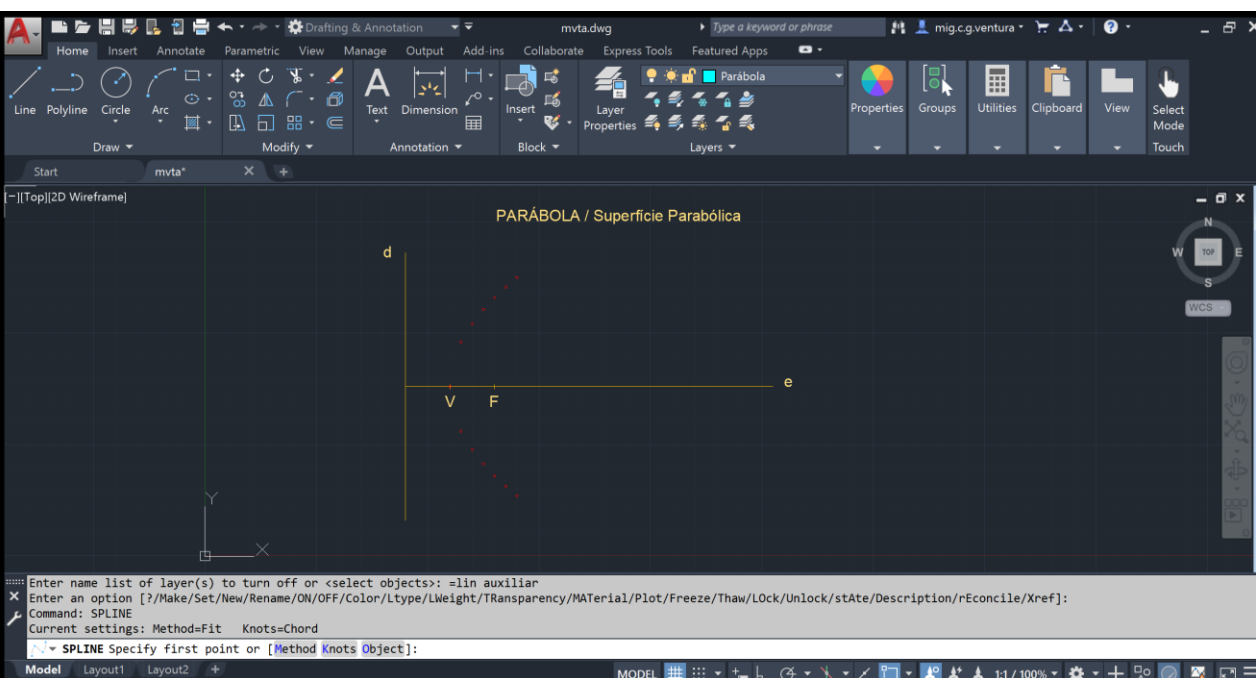 A Drafting & Annotation mvta.dwg Type a keyword or phrase mig.c.g.ventura
Home Insert Annotate Parametric View Manage Output Add-ins Collaborate Express Tools Featured Apps
Line Polyline Circle Arc Text Dimension Insert Layer Properties Parábola Properties Groups Utilities Clipboard View Select Mode
Draw Modify Annotation Block Layers Touch
Start mvta* +
[-][Top][2D Wireframe]
PARÁBOLA / Superfície Parabólica
N
W TOP E
S
WCS
d
e
V F
Y
X
Enter name list of layer(s) to turn off or <select objects>: =lin auxiliar
Enter an option [?/Make/Set/New/Rename/ON/OFF/Color/Ltype/LWeight/TRansparency/MATerial/Plot/Freeze/Thaw/LOck/Unlock/stAte/Description/rEconcile/Xref]:
Command: SPLINE
Current settings: Method=Fit Knots=Chord
SPLINE Specify first point or [Method Knots Object]:
Model Layout1 Layout2 + MODEL 1:1 / 100%